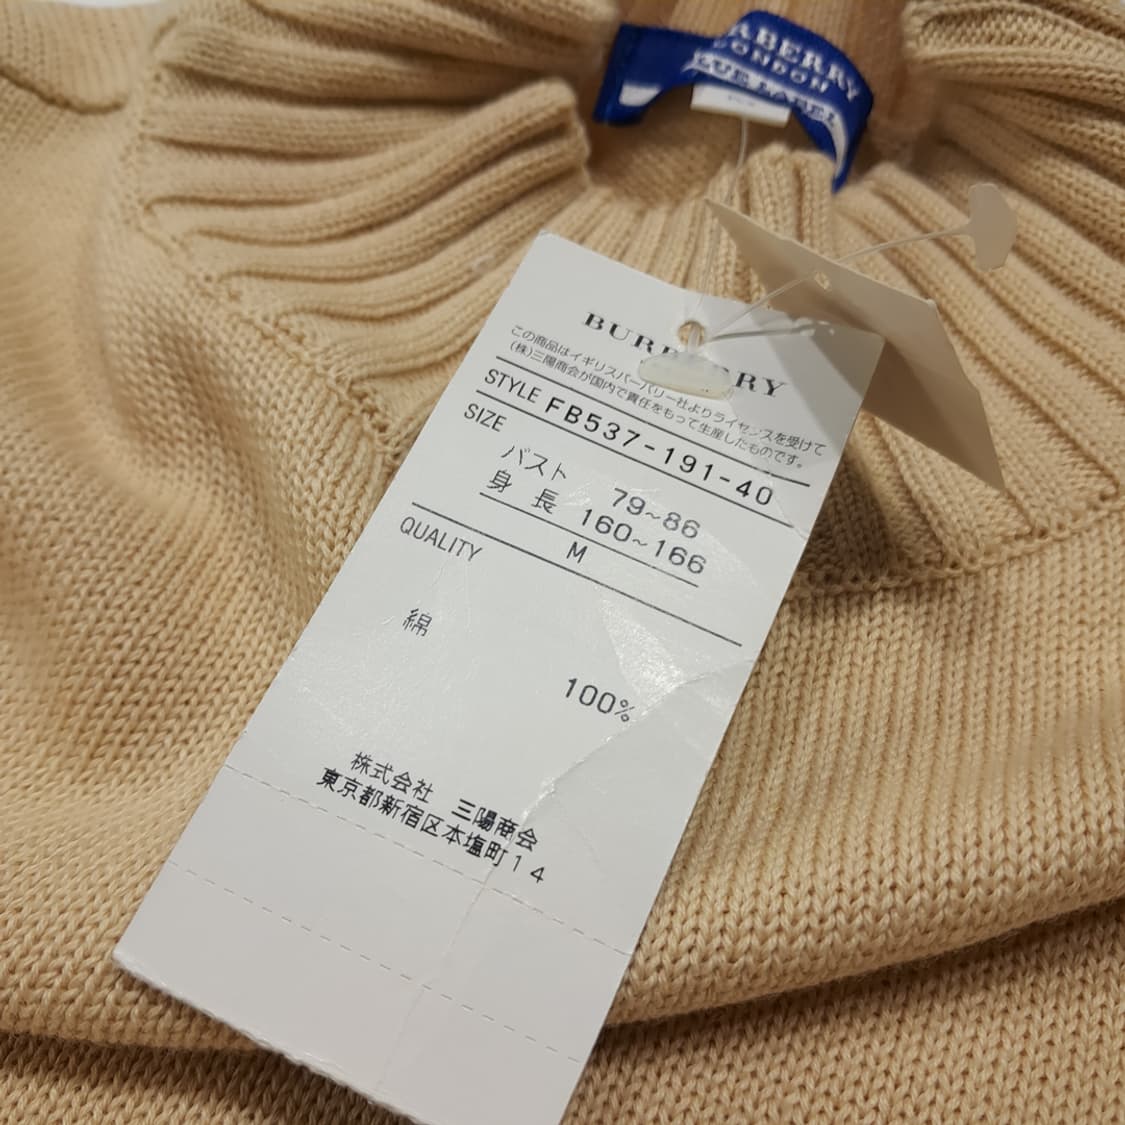 BERRY
LONDON
BLUE LABEL
BURBERRY
この商品はイギリスバーバリー社よりライセンスを受けて
(株)三陽商会が国内で責任をもって生産したものです。
STYLE FB537-191-40
SIZE
バスト 79~86
身 長 160~166
M
QUALITY
綿
100%
株式会社 三陽商会
東京都新宿区本塩町14